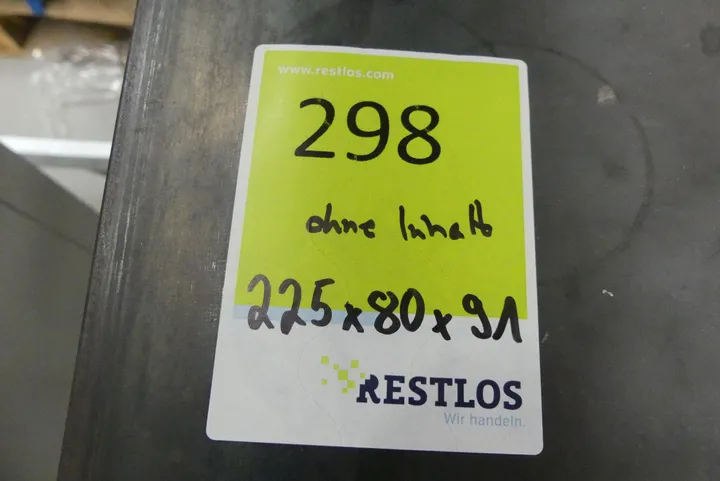 www.restlos.com
298
ohne Inhalt
225x80x91
RESTLOS
Wir handeln.